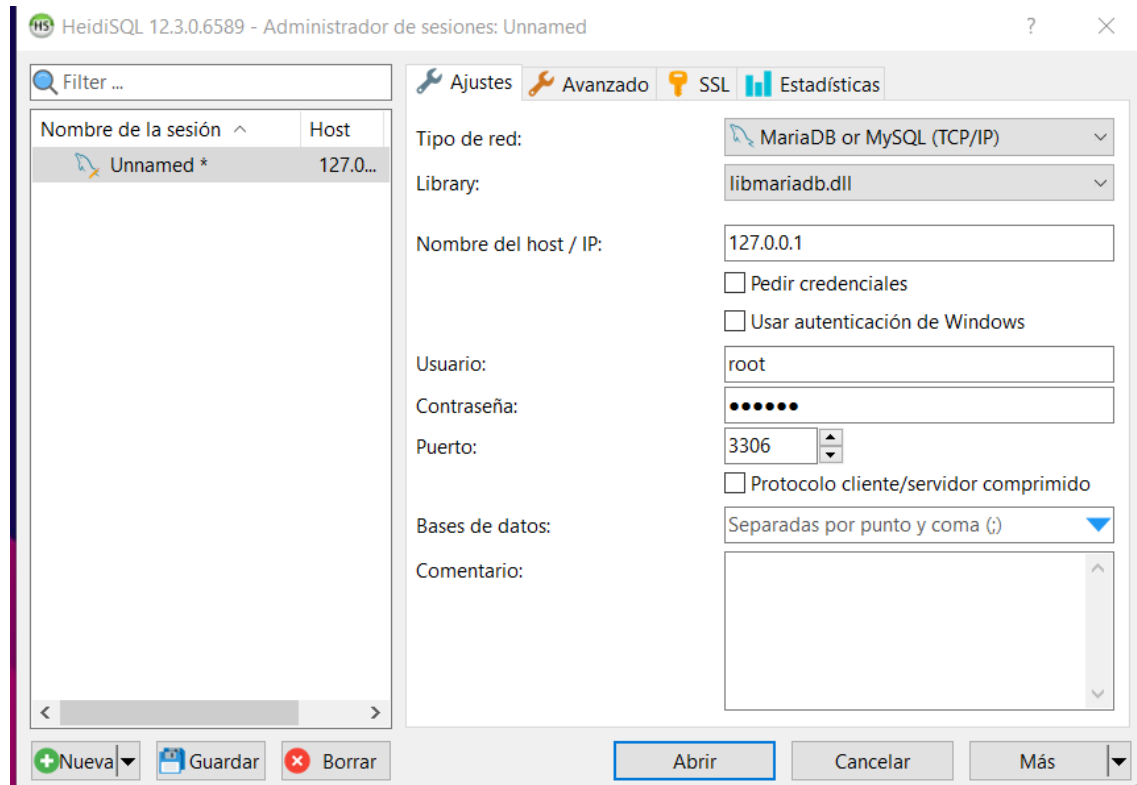 HS HeidiSQL 12.3.0.6589 - Administrador de sesiones: Unnamed ?
Filter ...
Nombre de la sesión Host
Unnamed * 127.0...
Ajustes Avanzado SSL Estadísticas
Tipo de red: MariaDB or MySQL (TCP/IP)
Library: libmariadb.dll
Nombre del host / IP: 127.0.0.1
Pedir credenciales
Usar autenticación de Windows
Usuario: root
Contraseña: ●●●●●●
Puerto: 3306
Protocolo cliente/servidor comprimido
Bases de datos: Separadas por punto y coma (;)
Comentario:
Nueva Guardar Borrar Abrir Cancelar Más